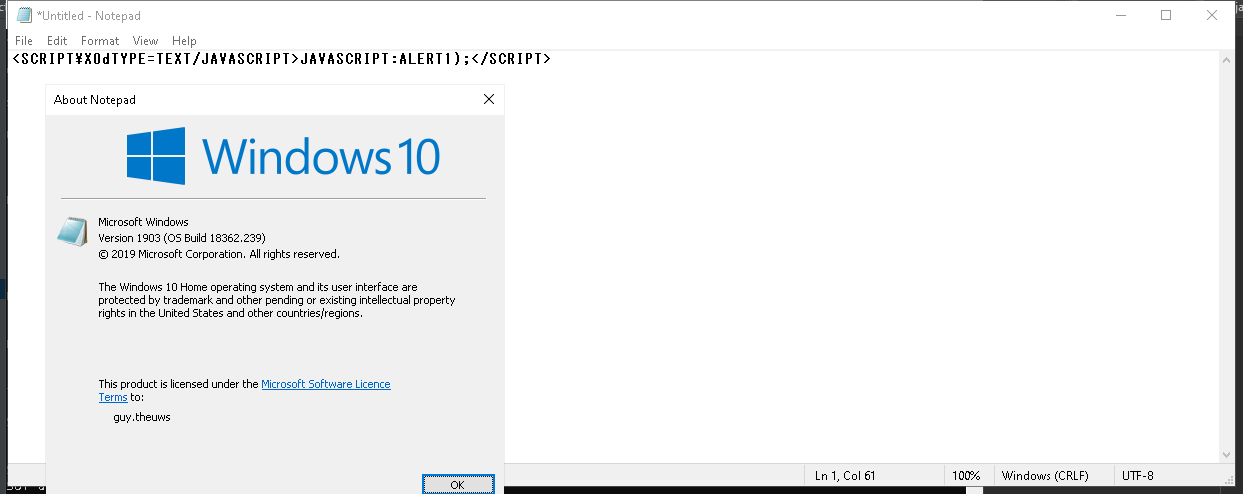 *Untitled - Notepad
File Edit Format View Help
<SCRIPT¥X0dTYPE=TEXT/JAVASCRIPT>JAVASCRIPT:ALERT1);</SCRIPT>
About Notepad
Windows 10
Microsoft Windows
Version 1903 (OS Build 18362.239)
© 2019 Microsoft Corporation. All rights reserved.
The Windows 10 Home operating system and its user interface are
protected by trademark and other pending or existing intellectual property
rights in the United States and other countries/regions.
This product is licensed under the Microsoft Software Licence
Terms to:
guy.theuws
OK
Ln 1, Col 61 100% Windows (CRLF) UTF-8